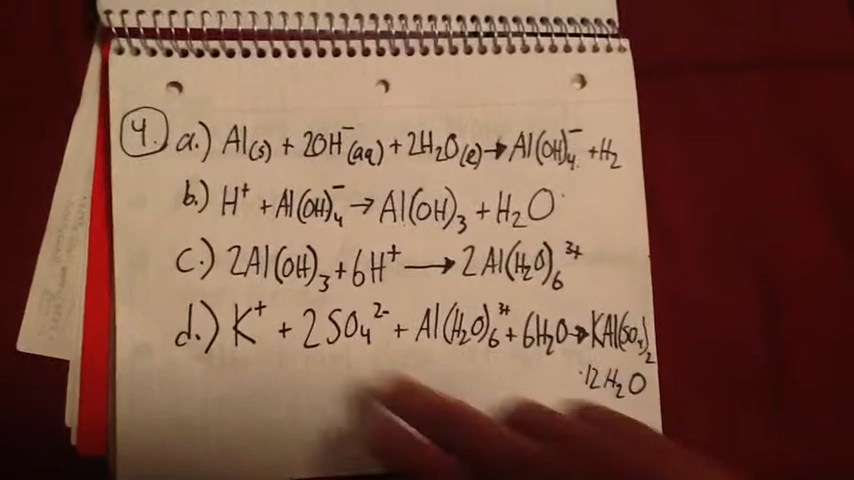 4. a.) Al(s) + 2OH⁻(aq) + 2H₂O(l) → Al(OH)₄⁻ + H₂
b.) H⁺ + Al(OH)₄⁻ → Al(OH)₃ + H₂O
c.) 2Al(OH)₃ + 6H⁺ → 2Al(H₂O)₆³⁺
d.) K⁺ + 2SO₄²⁻ + Al(H₂O)₆³⁺ + 6H₂O → KAl(SO₄)₂
·12H₂O